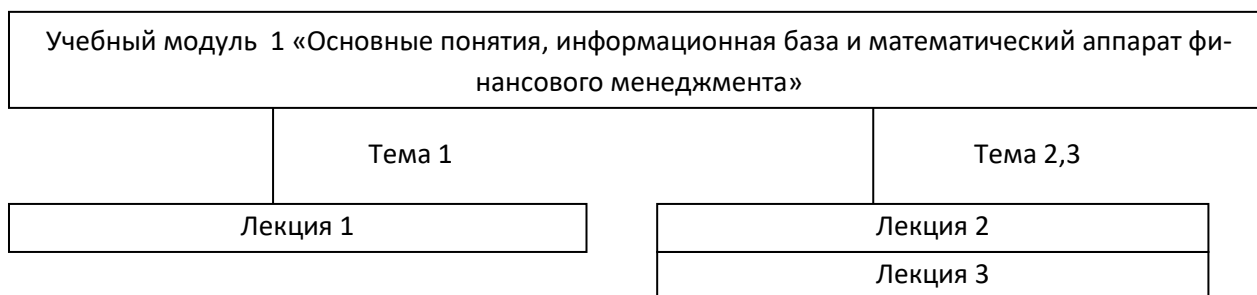 Учебный модуль 1 «Основные понятия, информационная база и математический аппарат фи-
нансового менеджмента»
Тема 1
Тема 2,3
Лекция 1
Лекция 2
Лекция 3